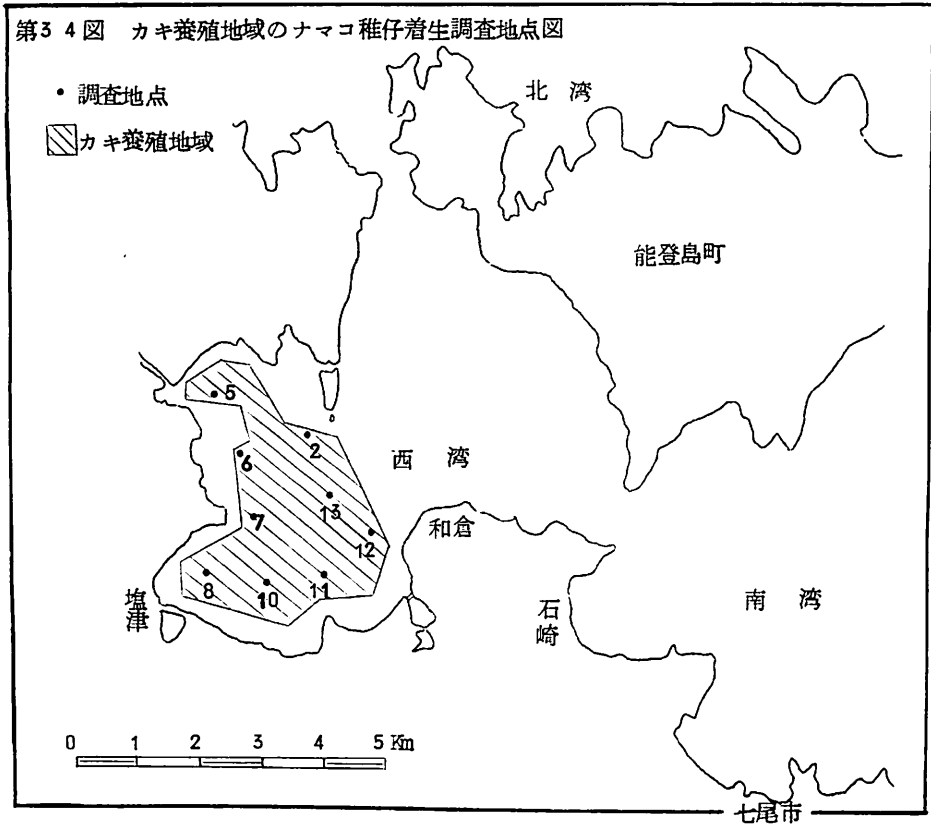 第34図 カキ養殖地域のナマコ稚仔着生調査地点図
・調査地点
カキ養殖地域
北湾
能登島町
5
2
6
西湾
13
7
和倉
12
8
10
11
塩津
石崎
南湾
0 1 2 3 4 5 Km
七尾市